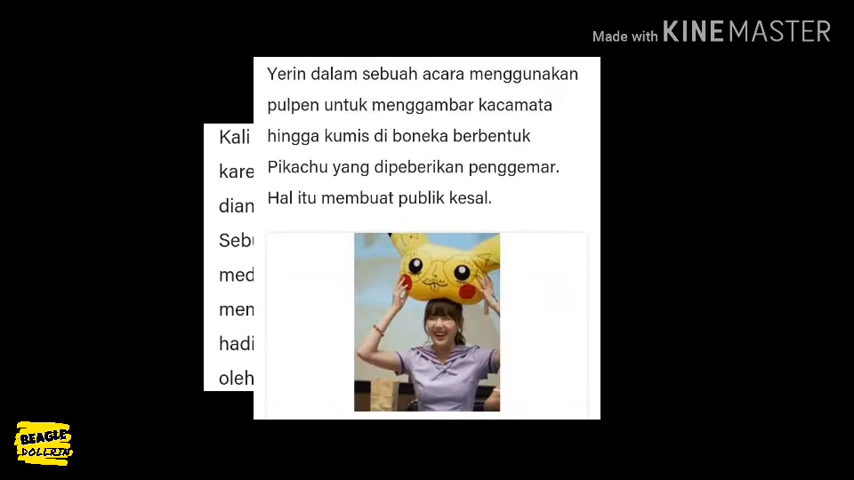 Made with KINEMASTER
Yerin dalam sebuah acara menggunakan
pulpen untuk menggambar kacamata
hingga kumis di boneka berbentuk
Pikachu yang dipeberikan penggemar.
Hal itu membuat publik kesal.
Kali
kare
dian
Sebu
med
men
hadi
oleh
BEAGLE
DOLLRIN